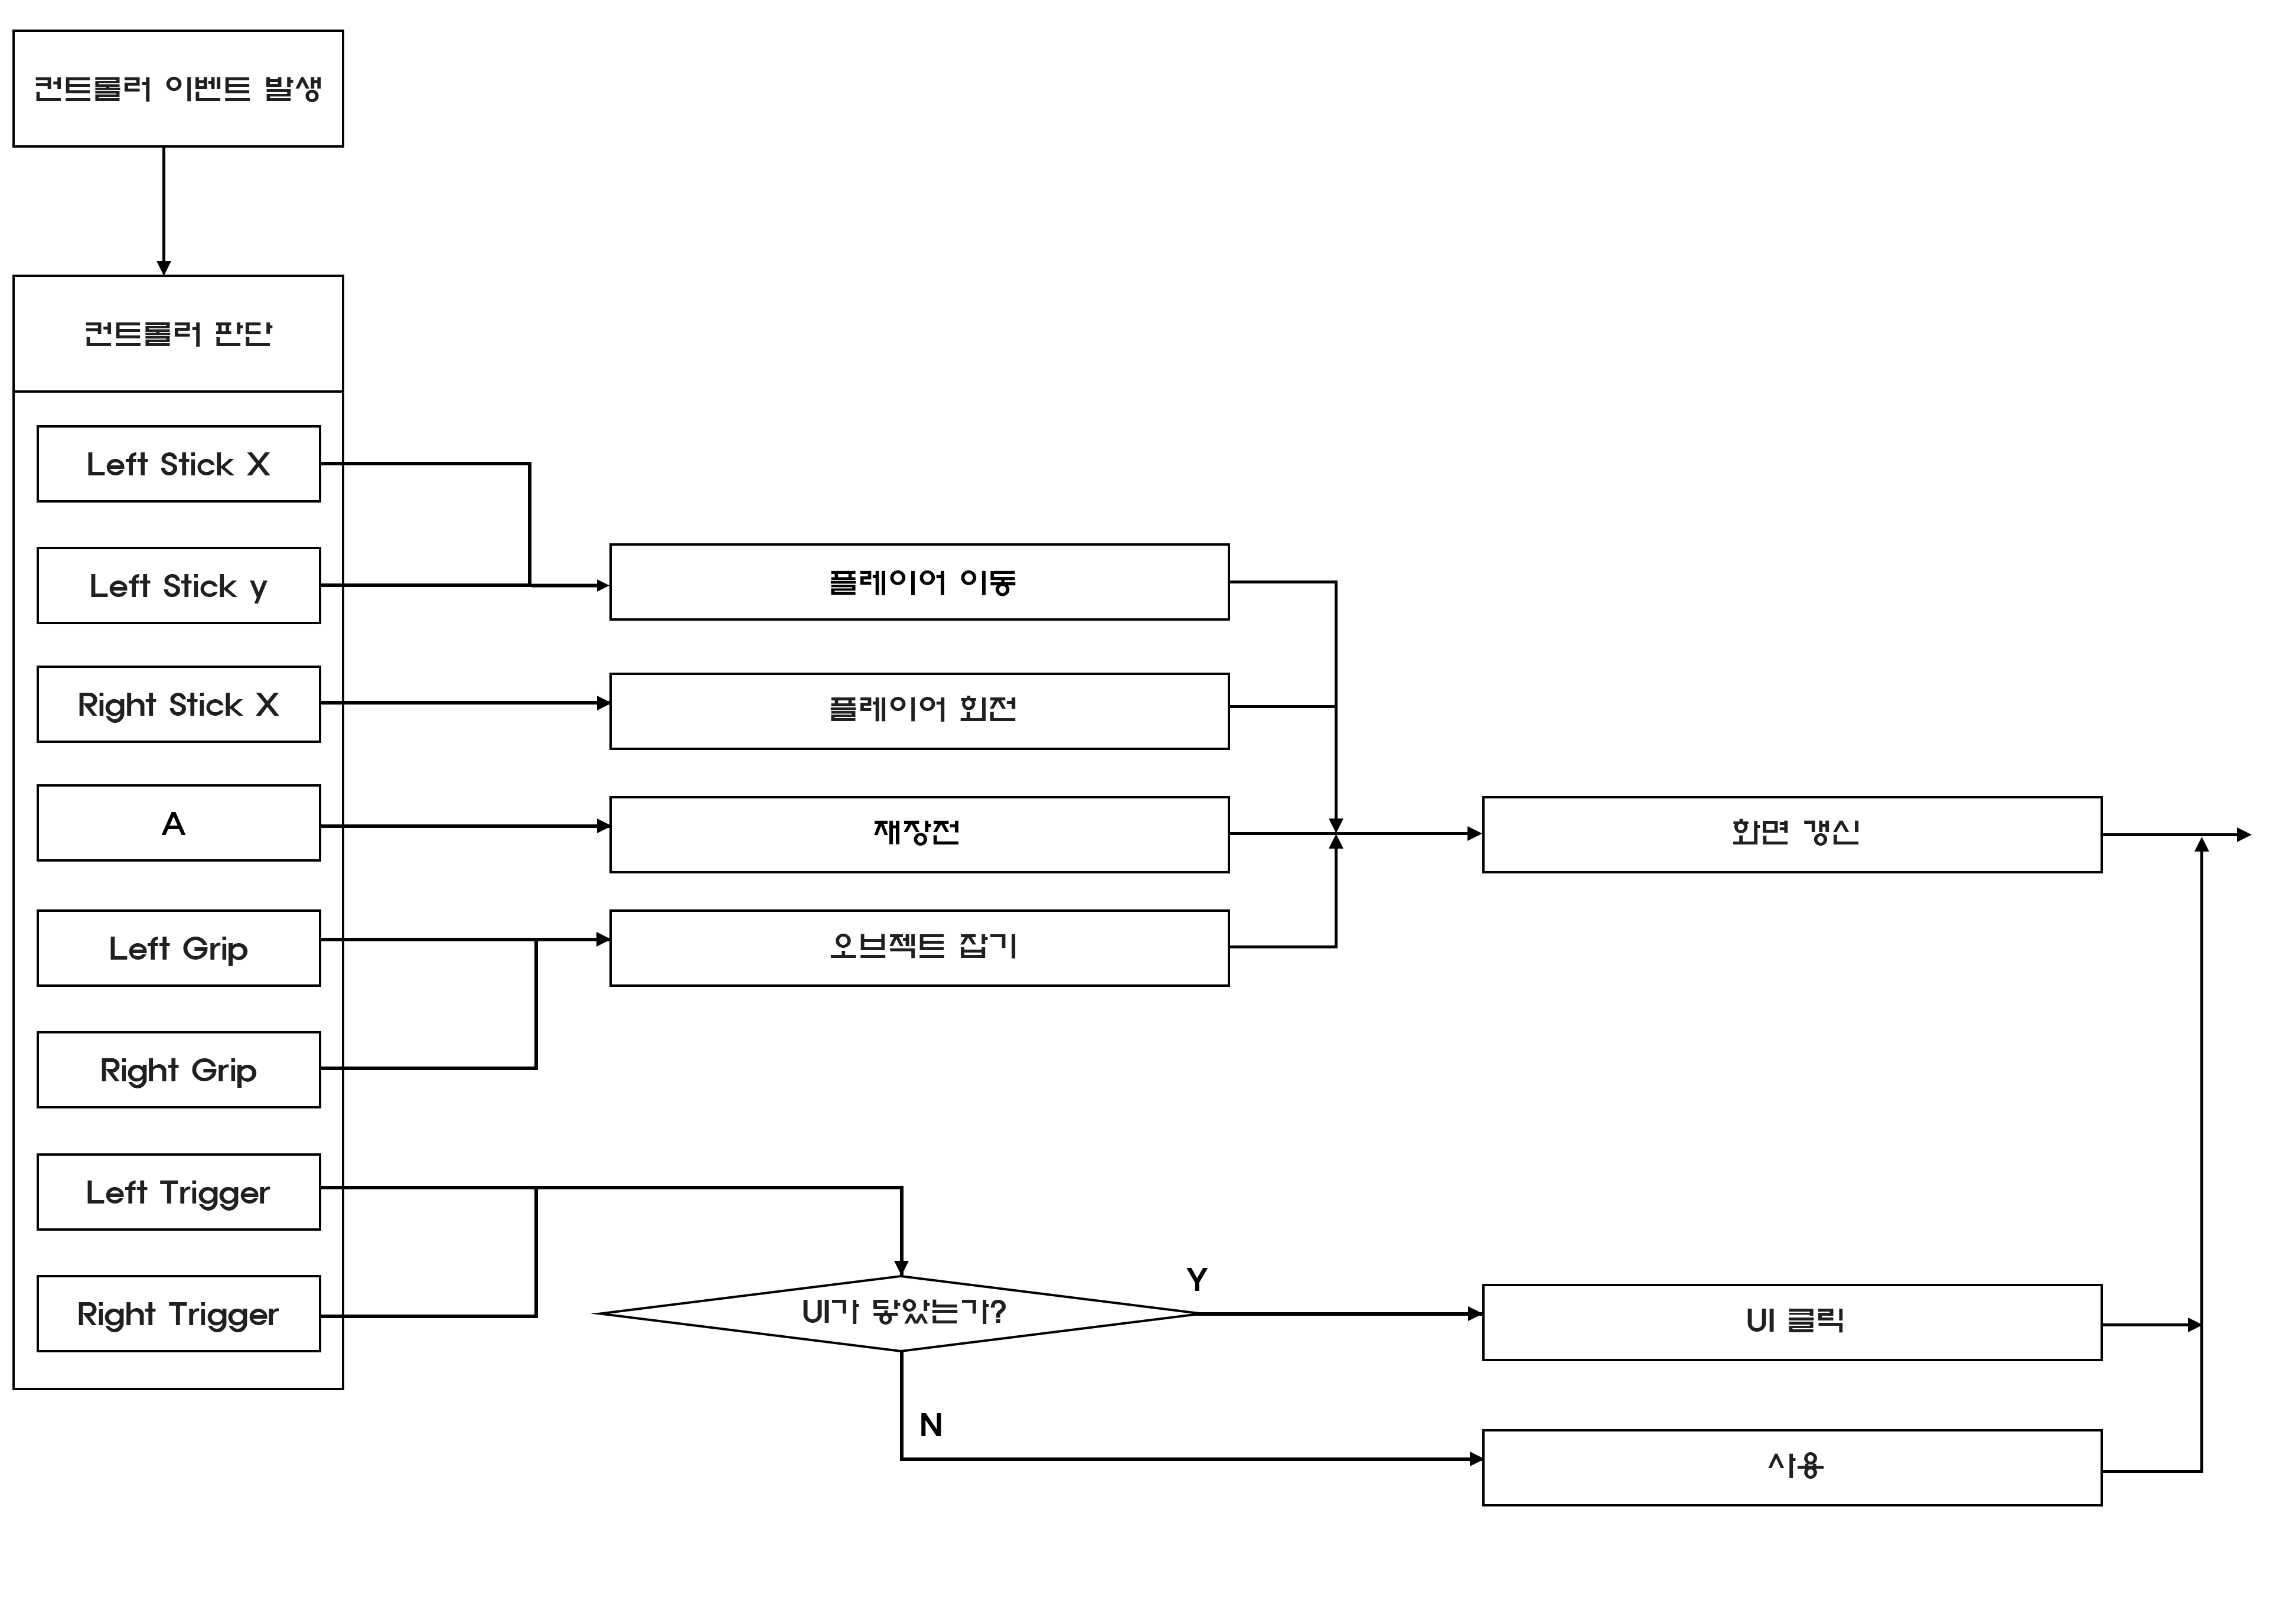 컨트롤러 이벤트 발생
컨트롤러 판단
Left Stick X
Left Stick y
Right Stick X
A
Left Grip
Right Grip
Left Trigger
Right Trigger
플레이어 이동
플레이어 회전
재장전
오브젝트 잡기
UI가 닿았는가?
Y
N
화면 갱신
UI 클릭
사용